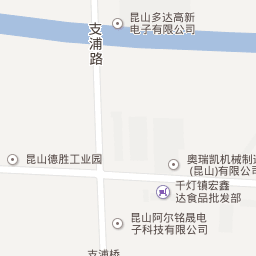 昆山多达高新
电子有限公司
支浦路
昆山德胜工业园
奥瑞凯机械制造
(昆山)有限公司
千灯镇宏鑫
达食品批发部
昆山阿尔铭晟电
子科技有限公司
支浦桥